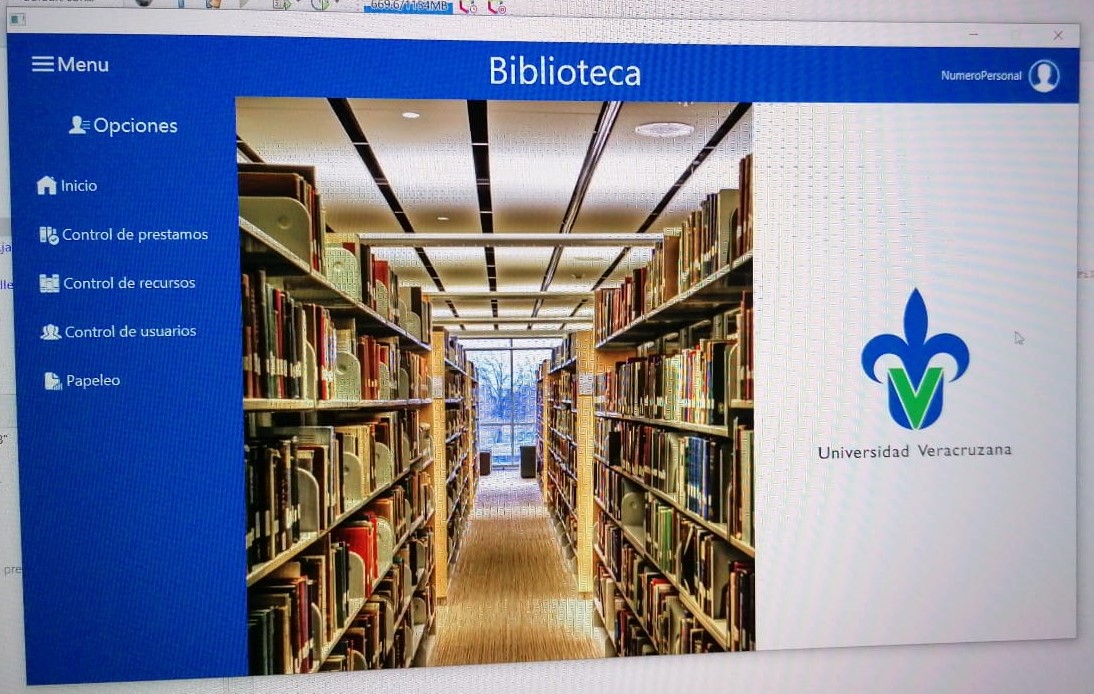 669.6/1164MB
Menu
Biblioteca
NumeroPersonal
Opciones
Inicio
Control de prestamos
Control de recursos
Control de usuarios
Papeleo
Universidad Veracruzana
pre